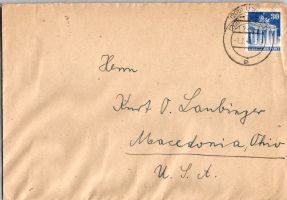 30
Herrn
Kurt O. Laubinger
Macedonia, Ohio
U. S. A.